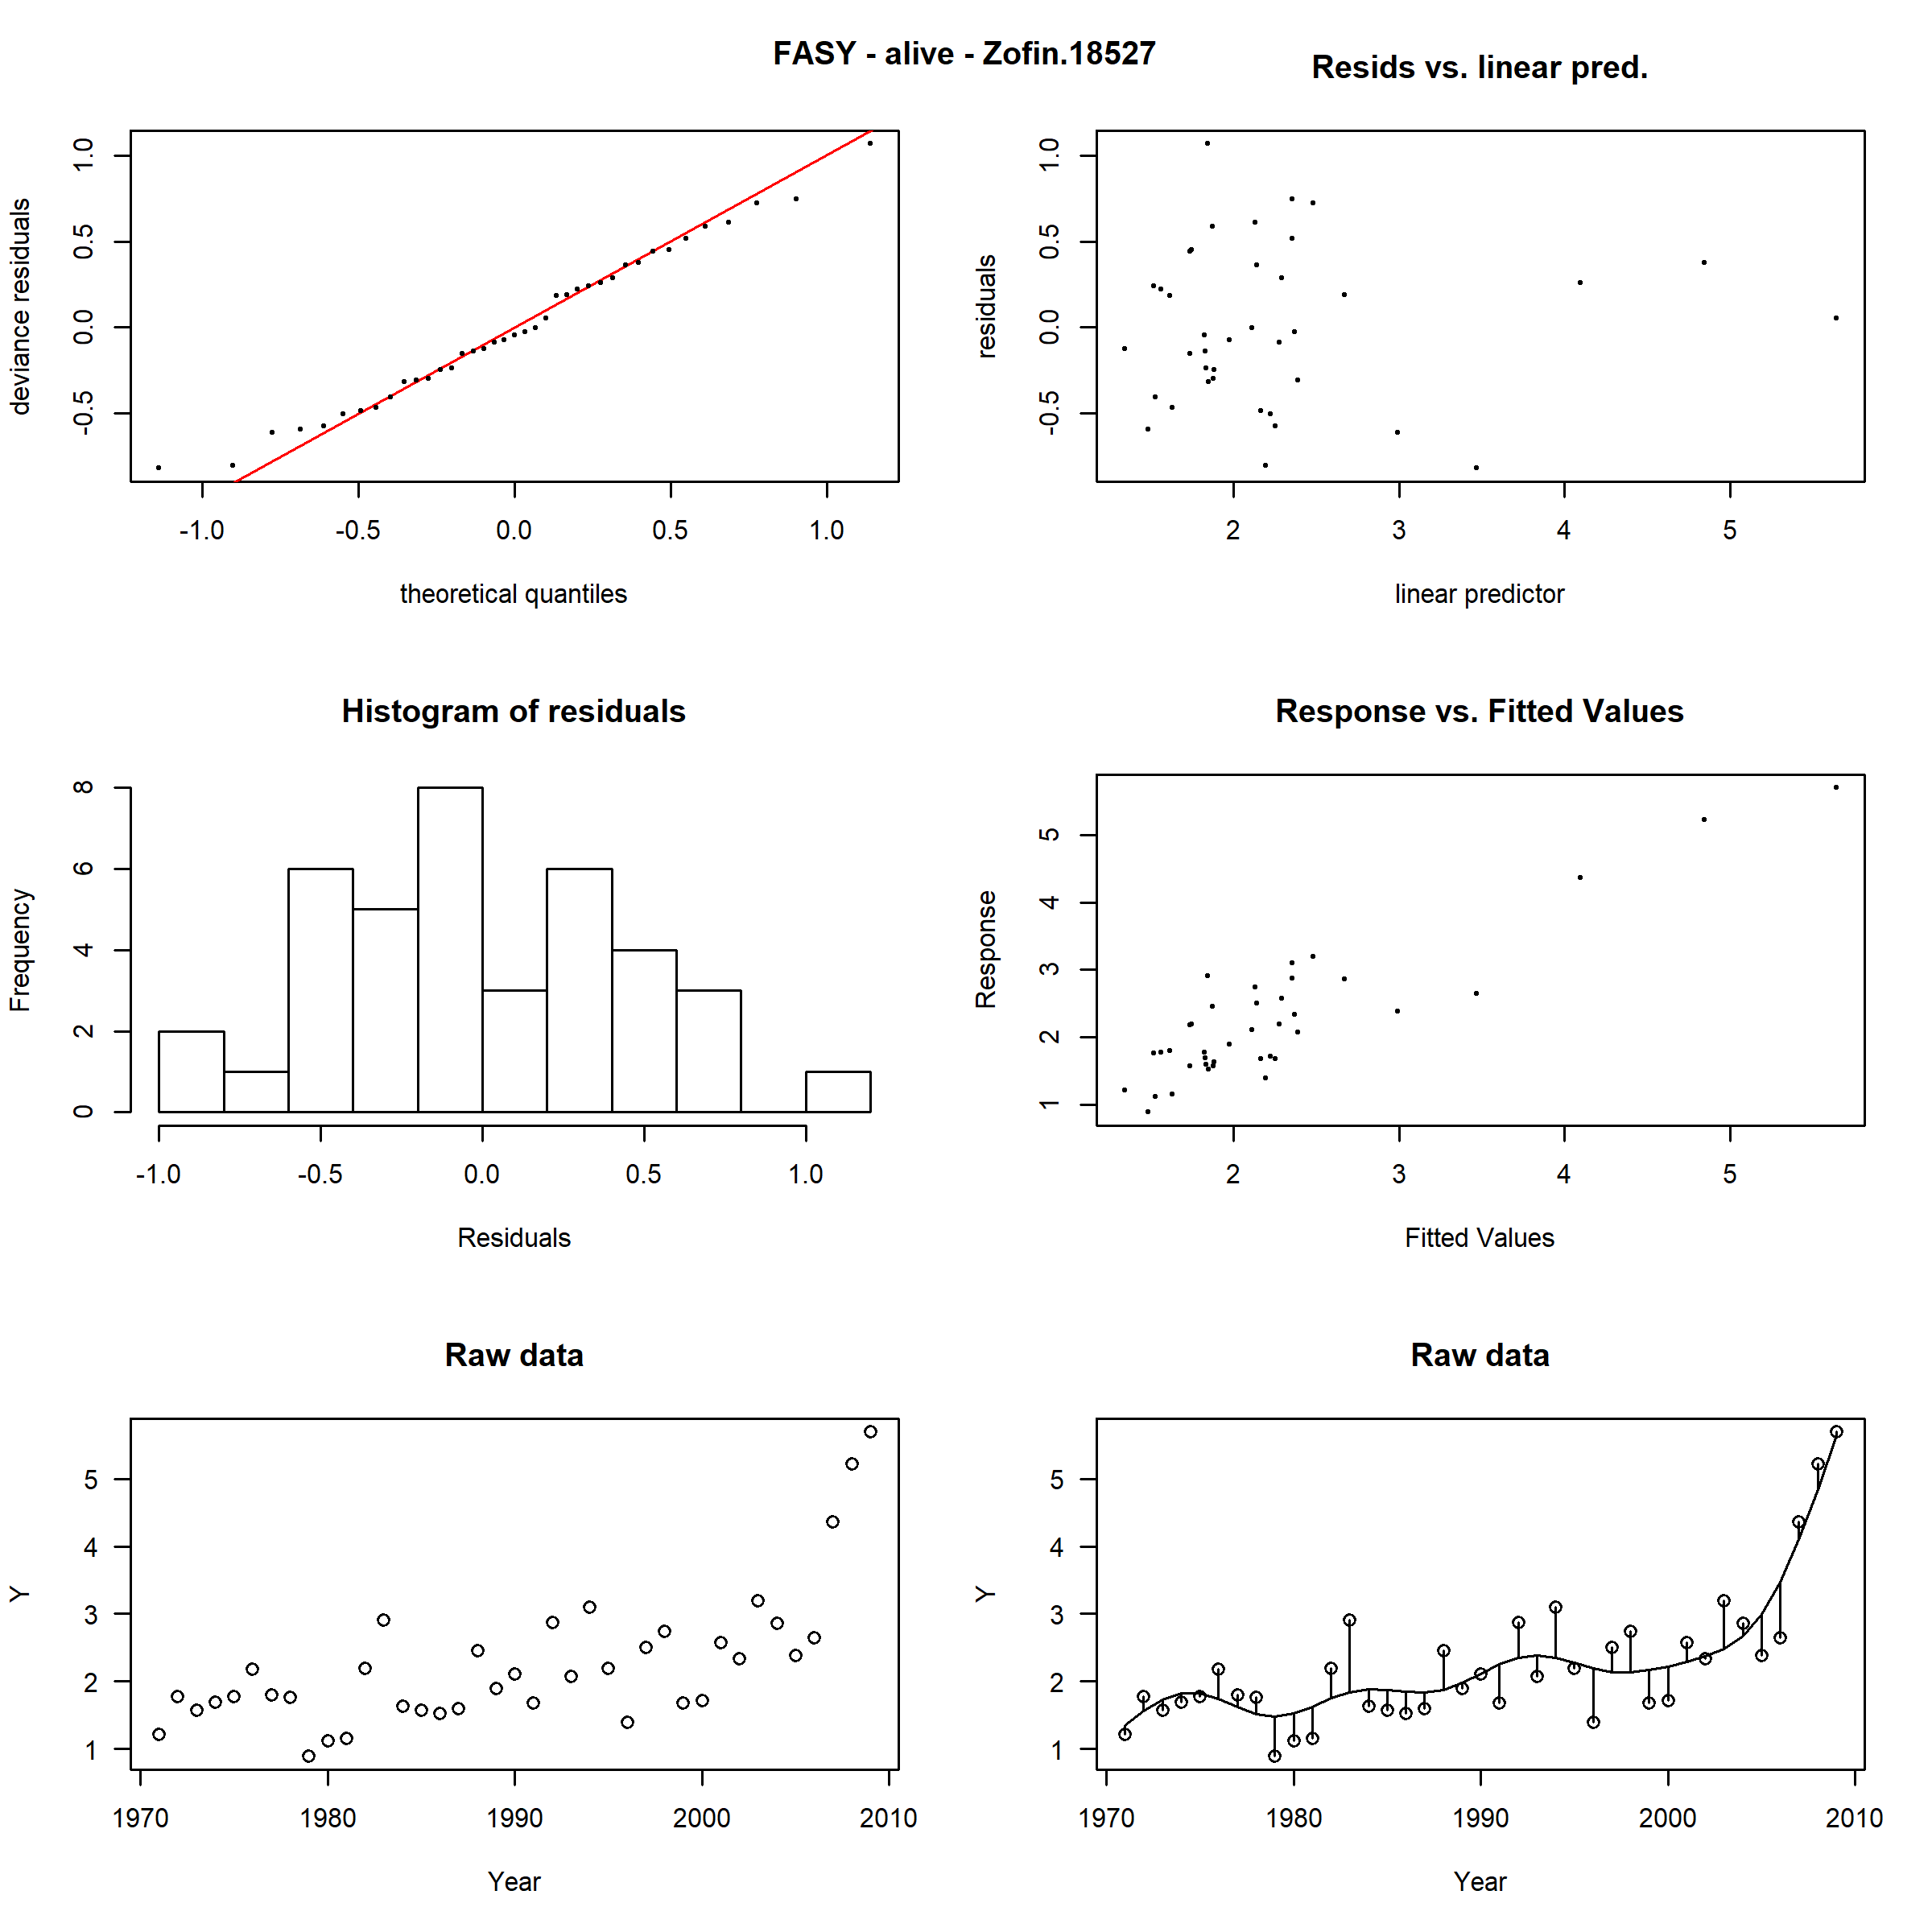 FASY - alive - Zofin.18527
Resids vs. linear pred.
deviance residuals
-0.5 0.0 0.5 1.0
-1.0 -0.5 0.0 0.5 1.0
theoretical quantiles
residuals
-0.5 0.0 0.5 1.0
2 3 4 5
linear predictor
Histogram of residuals
Frequency
0 2 4 6 8
-1.0 -0.5 0.0 0.5 1.0
Residuals
Response vs. Fitted Values
Response
1 2 3 4 5
2 3 4 5
Fitted Values
Raw data
Y
5
4
3
2
1
1970 1980 1990 2000 2010
Year
Raw data
Y
5
4
3
2
1
1970 1980 1990 2000 2010
Year